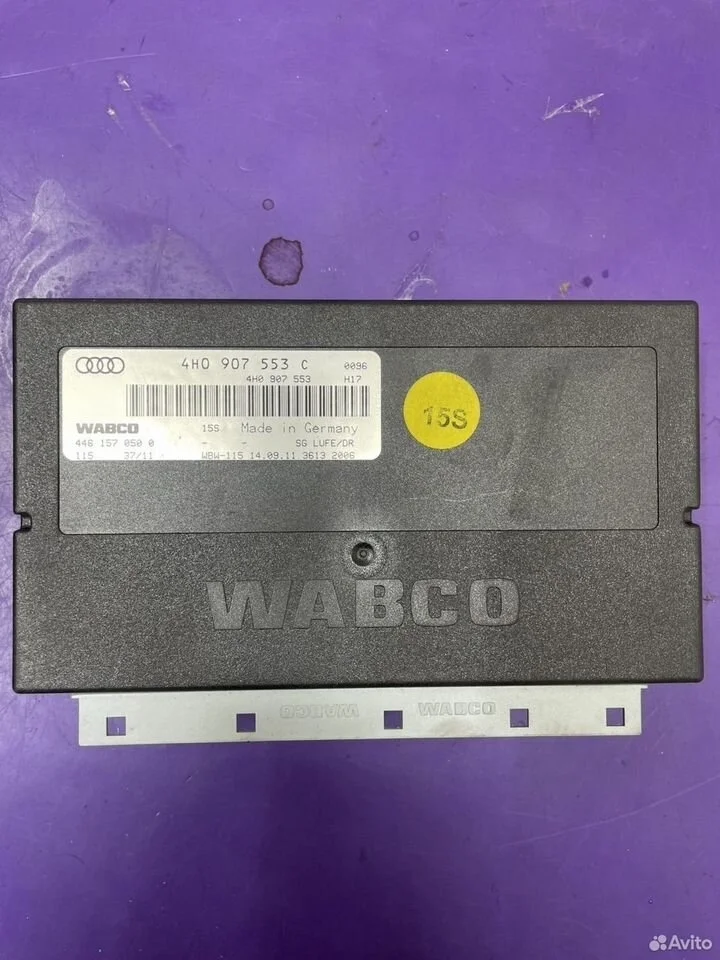 4H0 907 553 C 0096
4H0 907 553 H17
WABCO 15S Made in Germany
446 157 050 0 - - SG LUFE/DR
115 37/11 WBW-115 14.09.11 3613 2006
15S
WABCO
WABCO WABCO
Avito